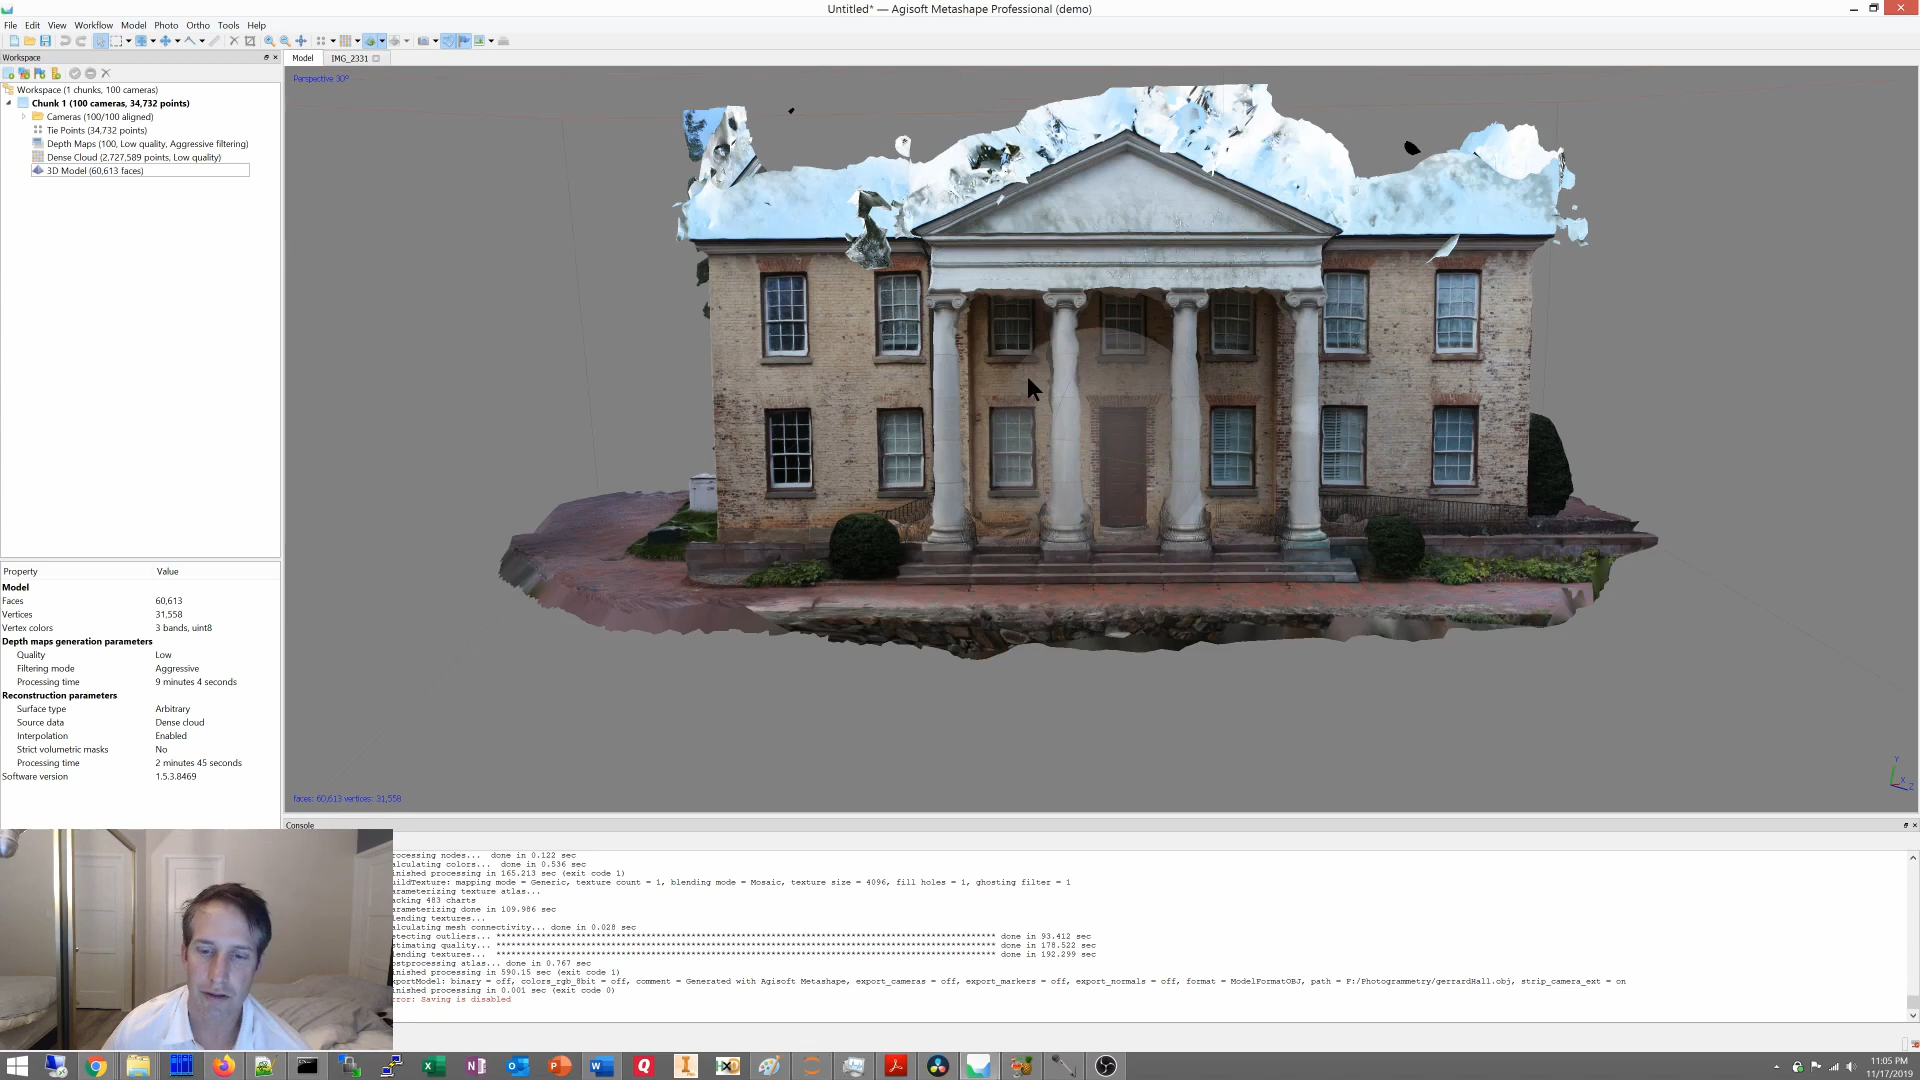 Untitled* — Agisoft Metashape Professional (demo)
File Edit View Workflow Model Photo Ortho Tools Help
Workspace
Model IMG_2331
Workspace (1 chunks, 100 cameras)
Chunk 1 (100 cameras, 34,732 points)
Cameras (100/100 aligned)
Tie Points (34,732 points)
Depth Maps (100, Low quality, Aggressive filtering)
Dense Cloud (2,727,589 points, Low quality)
3D Model (60,613 faces)
Perspective 30°
Property Value
Model
Faces 60,613
Vertices 31,558
Vertex colors 3 bands, uint8
Depth maps generation parameters
Quality Low
Filtering mode Aggressive
Processing time 9 minutes 4 seconds
Reconstruction parameters
Surface type Arbitrary
Source data Dense cloud
Interpolation Enabled
Strict volumetric masks No
Processing time 2 minutes 45 seconds
Software version 1.5.3.8469
faces: 60,613 vertices: 31,558
Y
X
Z
Console
rocessing nodes... done in 0.122 sec
alculating colors... done in 0.536 sec
inished processing in 165.213 sec (exit code 1)
uildTexture: mapping mode = Generic, texture count = 1, blending mode = Mosaic, texture size = 4096, fill holes = 1, ghosting filter = 1
arameterizing texture atlas...
acking 483 charts
arameterizing done in 109.986 sec
lending textures...
alculating mesh connectivity... done in 0.028 sec
etecting outliers... *************************************************************************************** done in 93.412 sec
stimating quality... *************************************************************************************** done in 178.522 sec
lending textures... *************************************************************************************** done in 192.299 sec
ostprocessing atlas... done in 0.767 sec
inished processing in 590.15 sec (exit code 1)
xportModel: binary = off, colors_rgb_8bit = off, comment = Generated with Agisoft Metashape, export_cameras = off, export_markers = off, export_normals = off, format = ModelFormatOBJ, path = F:/Photogrammetry/gerrardHall.obj, strip_camera_ext = on
inished processing in 0.001 sec (exit code 0)
rror: Saving is disabled
11:05 PM
11/17/2019